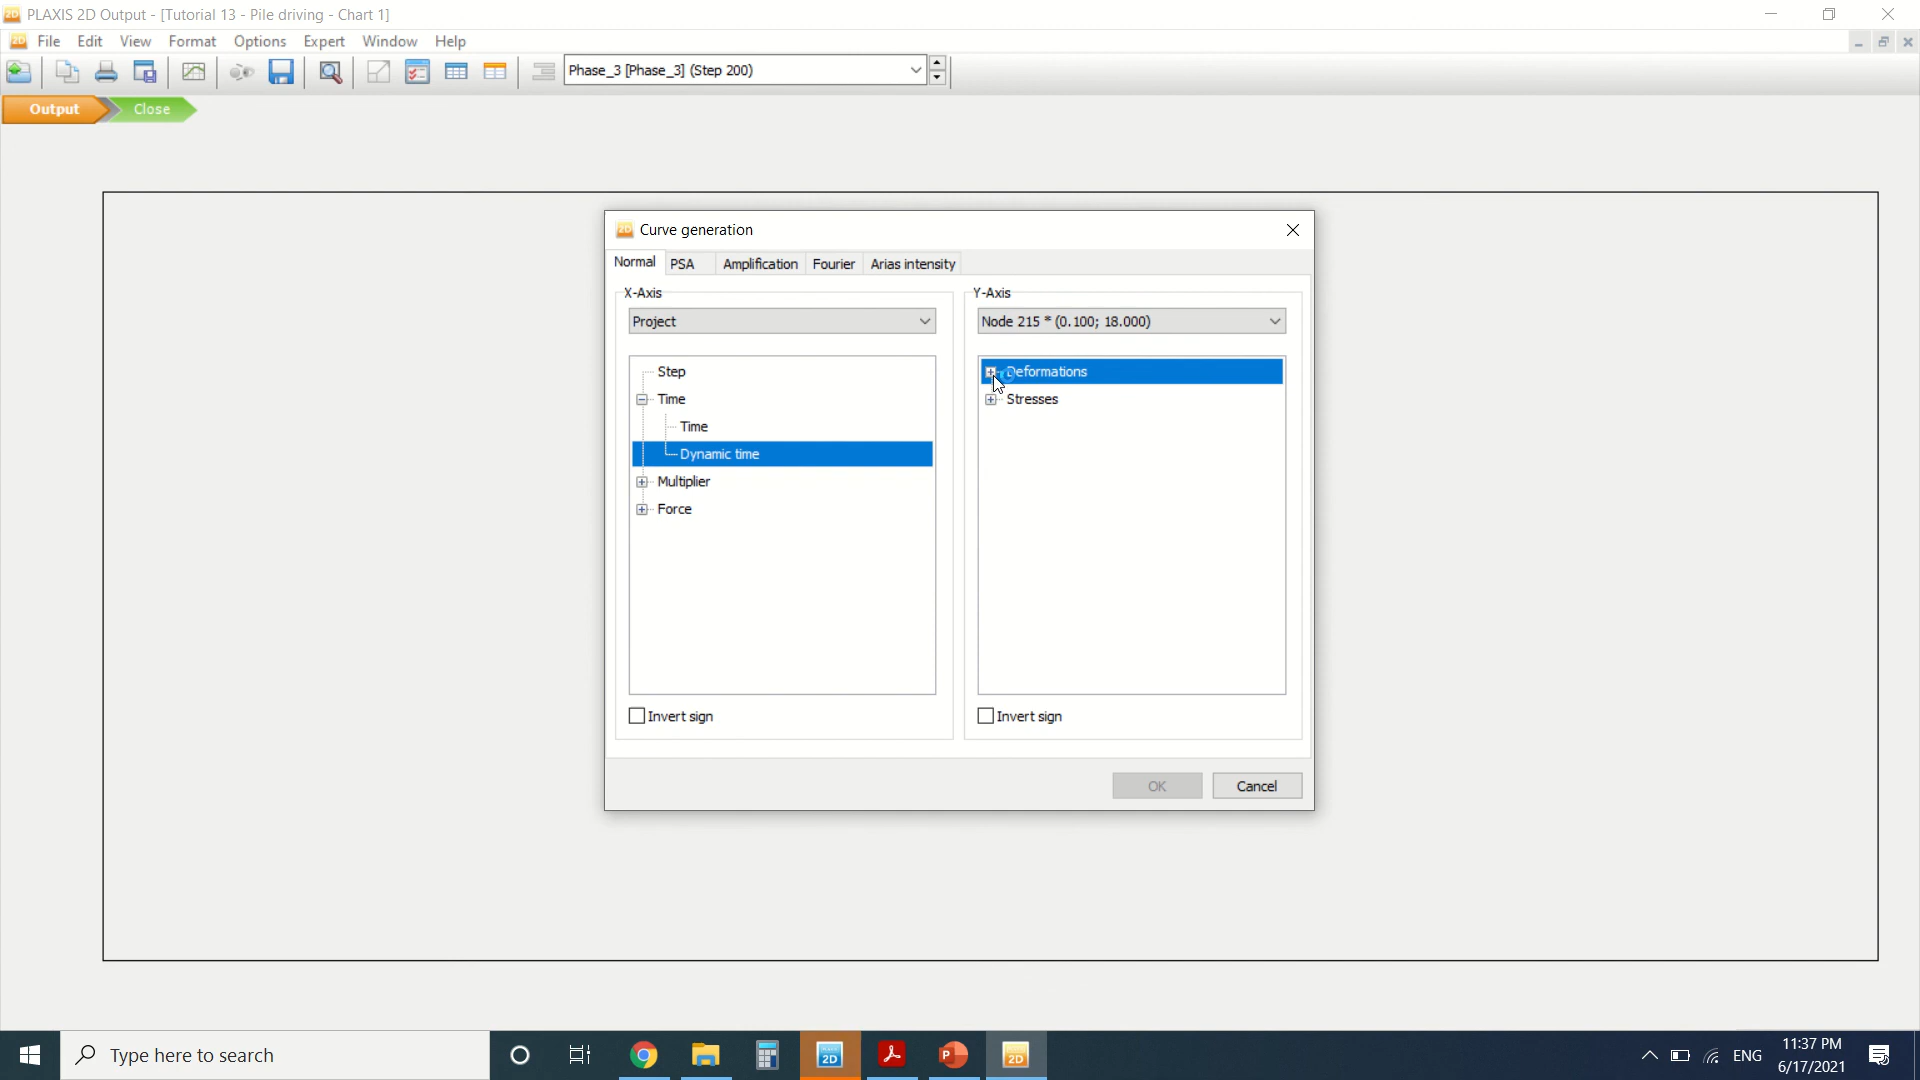 PLAXIS 2D Output - [Tutorial 13 - Pile driving - Chart 1]
File Edit View Format Options Expert Window Help
Phase_3 [Phase_3] (Step 200)
Output Close
Curve generation
Normal PSA Amplification Fourier Arias intensity
X-Axis Y-Axis
Project Node 215 * (0.100; 18.000)
Step Deformations
Time Stresses
Time
Dynamic time
Multiplier
Force
Invert sign Invert sign
OK Cancel
Type here to search
ENG 11:37 PM
6/17/2021